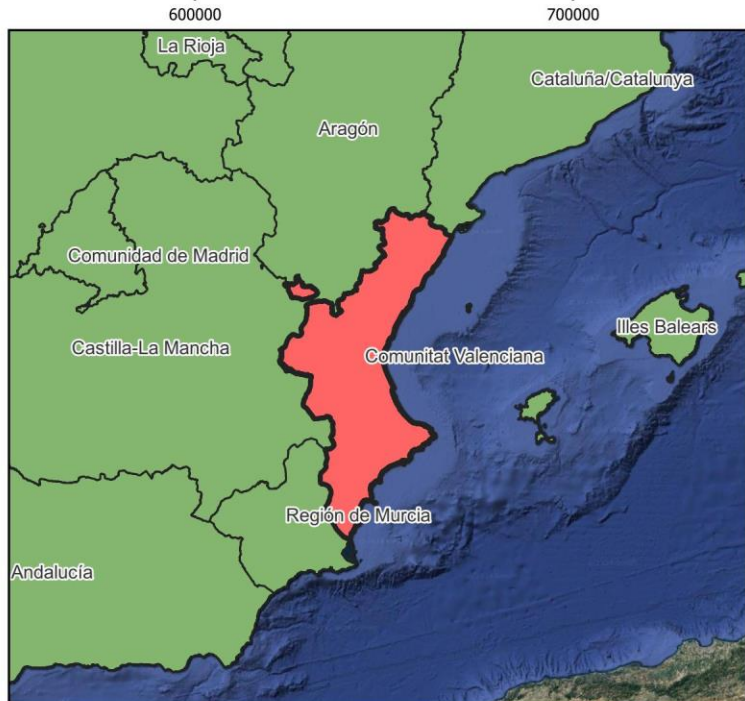 600000
700000
La Rioja
Cataluña/Catalunya
Aragón
Comunidad de Madrid
Illes Balears
Castilla-La Mancha
Comunitat Valenciana
Región de Murcia
Andalucía